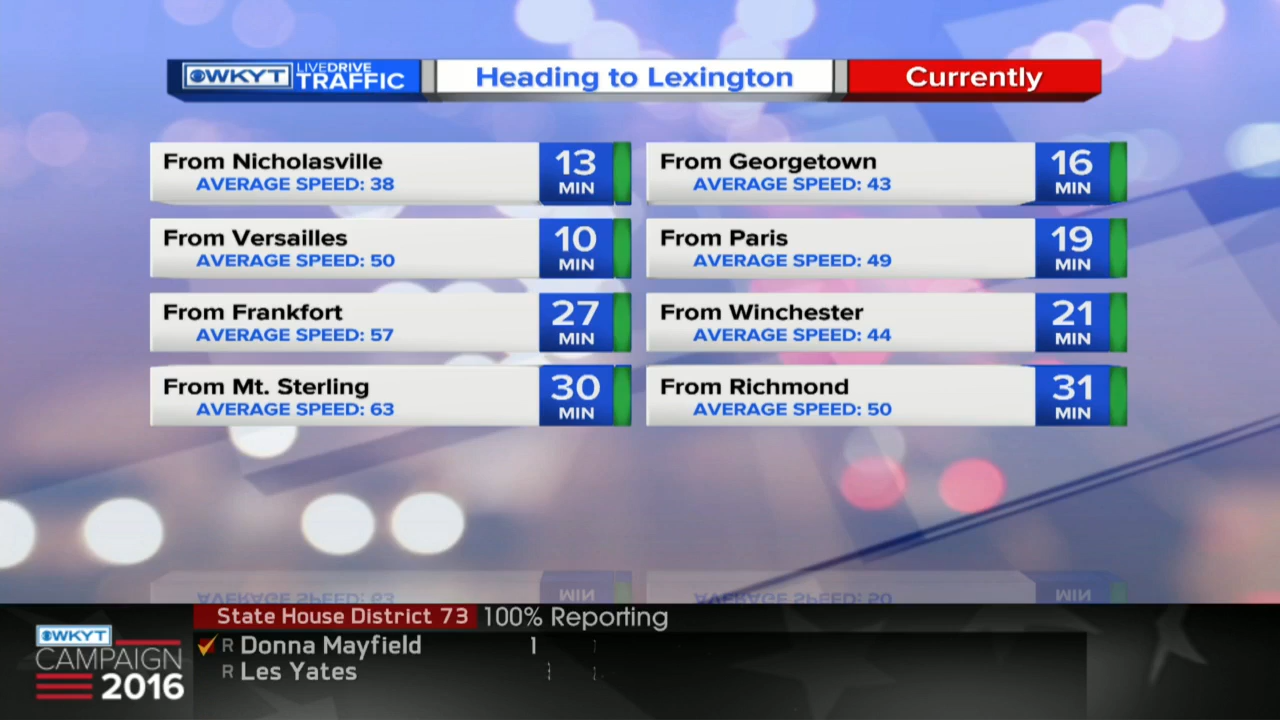 WKYT LIVEDRIVE TRAFFIC Heading to Lexington Currently
From Nicholasville
AVERAGE SPEED: 38
13 MIN
From Georgetown
AVERAGE SPEED: 43
16 MIN
From Versailles
AVERAGE SPEED: 50
10 MIN
From Paris
AVERAGE SPEED: 49
19 MIN
From Frankfort
AVERAGE SPEED: 57
27 MIN
From Winchester
AVERAGE SPEED: 44
21 MIN
From Mt. Sterling
AVERAGE SPEED: 63
30 MIN
From Richmond
AVERAGE SPEED: 50
31 MIN
WKYT
CAMPAIGN
2016
State House District 73 100% Reporting
R Donna Mayfield
R Les Yates